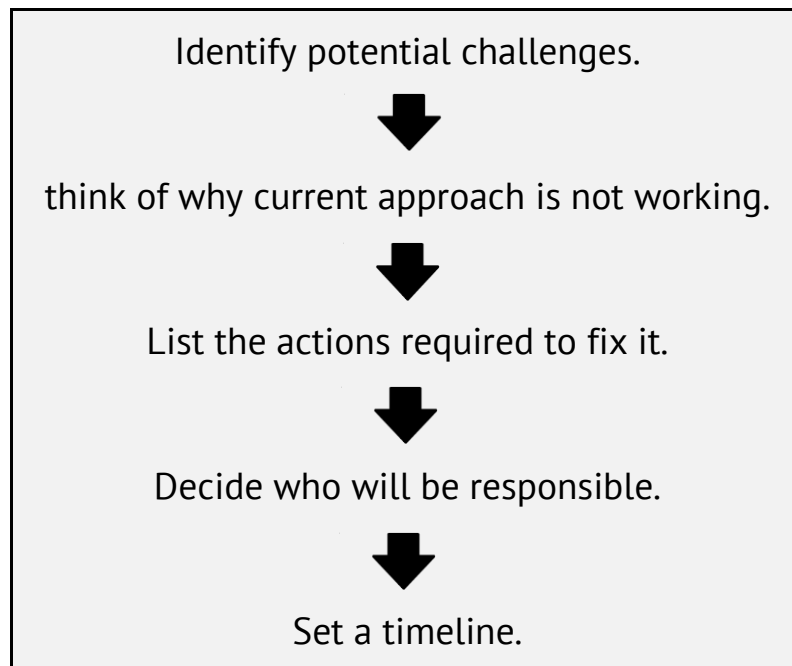 Identify potential challenges.
think of why current approach is not working.
List the actions required to fix it.
Decide who will be responsible.
Set a timeline.